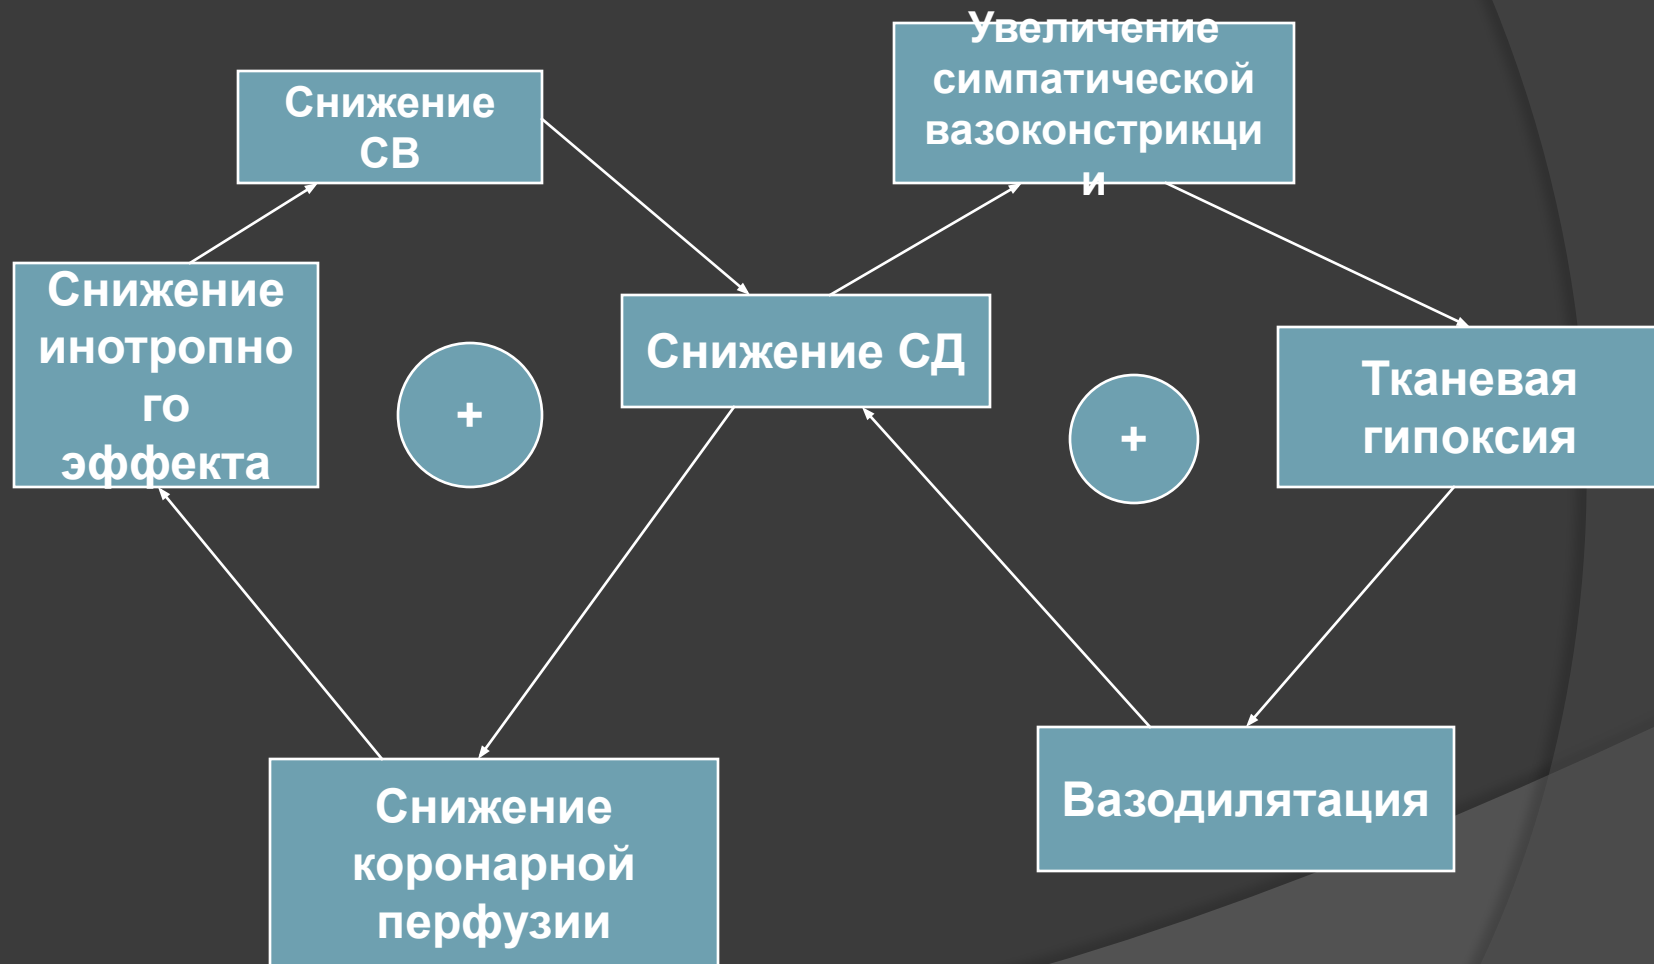 Снижение
СВ
Увеличение
симпатической
вазоконстрикци
и
Снижение
инотропно
го
эффекта
+
Снижение СД
+
Тканевая
гипоксия
Снижение
коронарной
перфузии
Вазодилятация